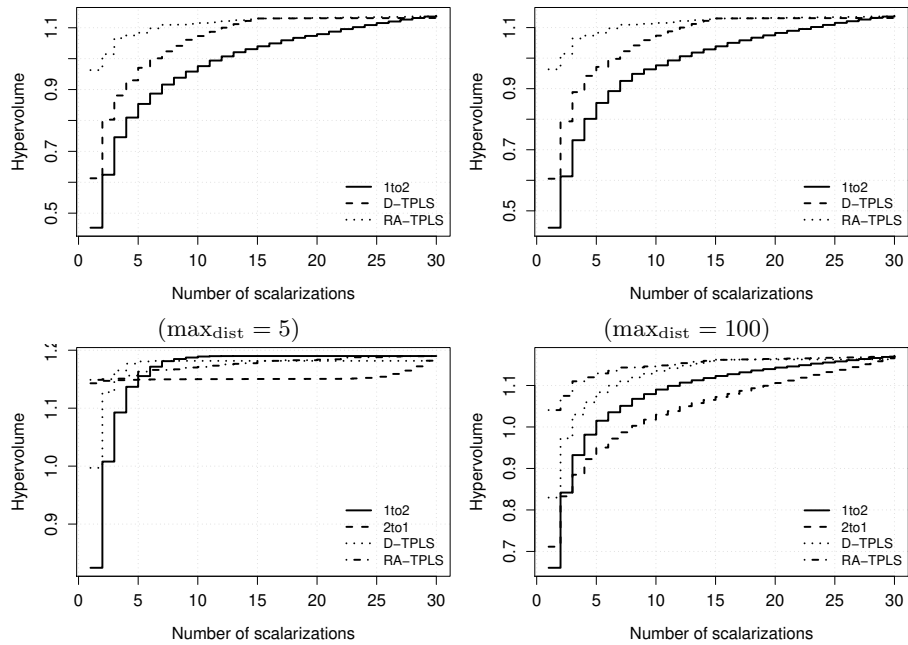 Hypervolume
0.5 0.7 0.9 1.1
1to2
D−TPLS
RA−TPLS
0 5 10 15 20 25 30
Number of scalarizations
Hypervolume
0.5 0.7 0.9 1.1
1to2
D−TPLS
RA−TPLS
0 5 10 15 20 25 30
Number of scalarizations
(max_dist = 5)
(max_dist = 100)
Hypervolume
0.9 1.0 1.1 1.2
1to2
2to1
D−TPLS
RA−TPLS
0 5 10 15 20 25 30
Number of scalarizations
Hypervolume
0.7 0.8 0.9 1.0 1.1
1to2
2to1
D−TPLS
RA−TPLS
0 5 10 15 20 25 30
Number of scalarizations